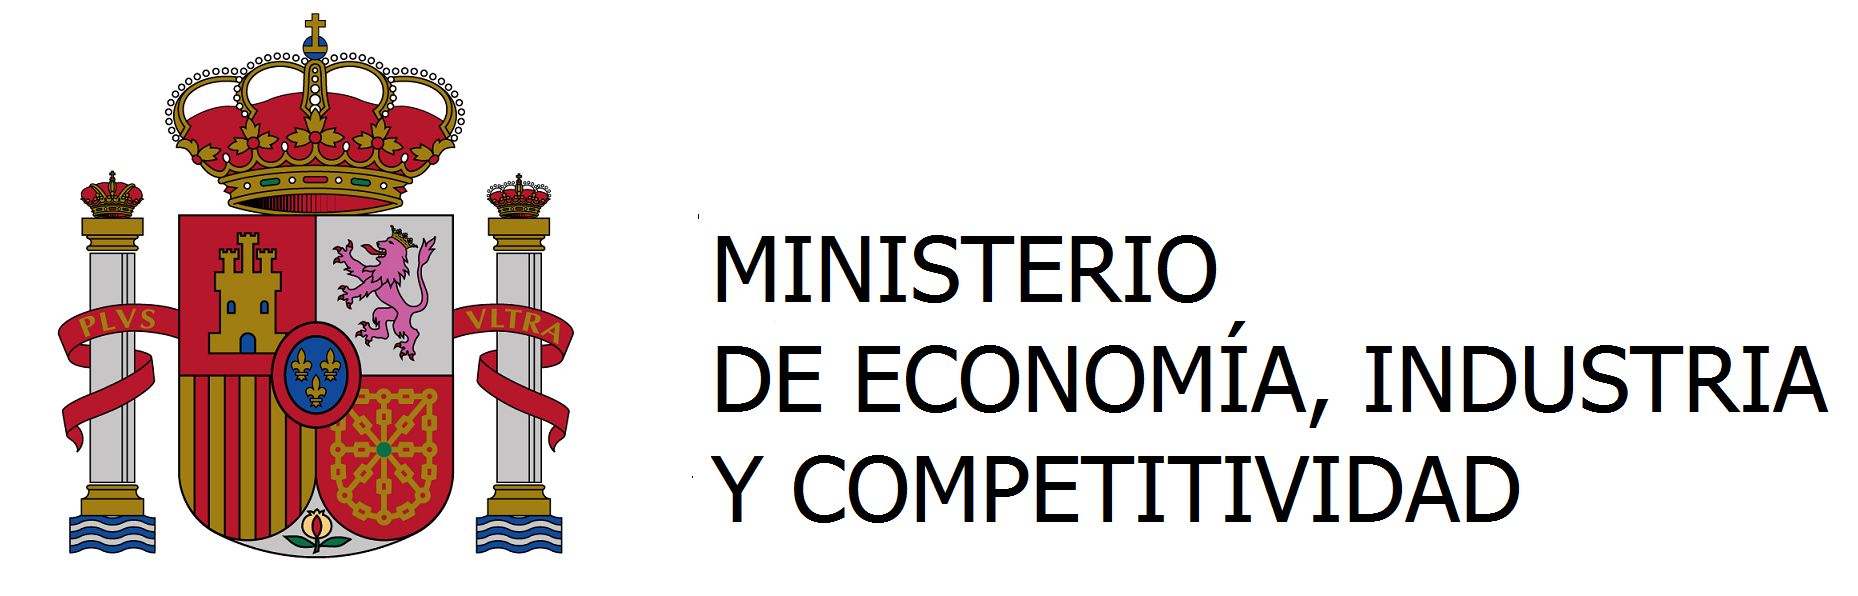 PLVS VLTRA
MINISTERIO
DE ECONOMÍA, INDUSTRIA
Y COMPETITIVIDAD